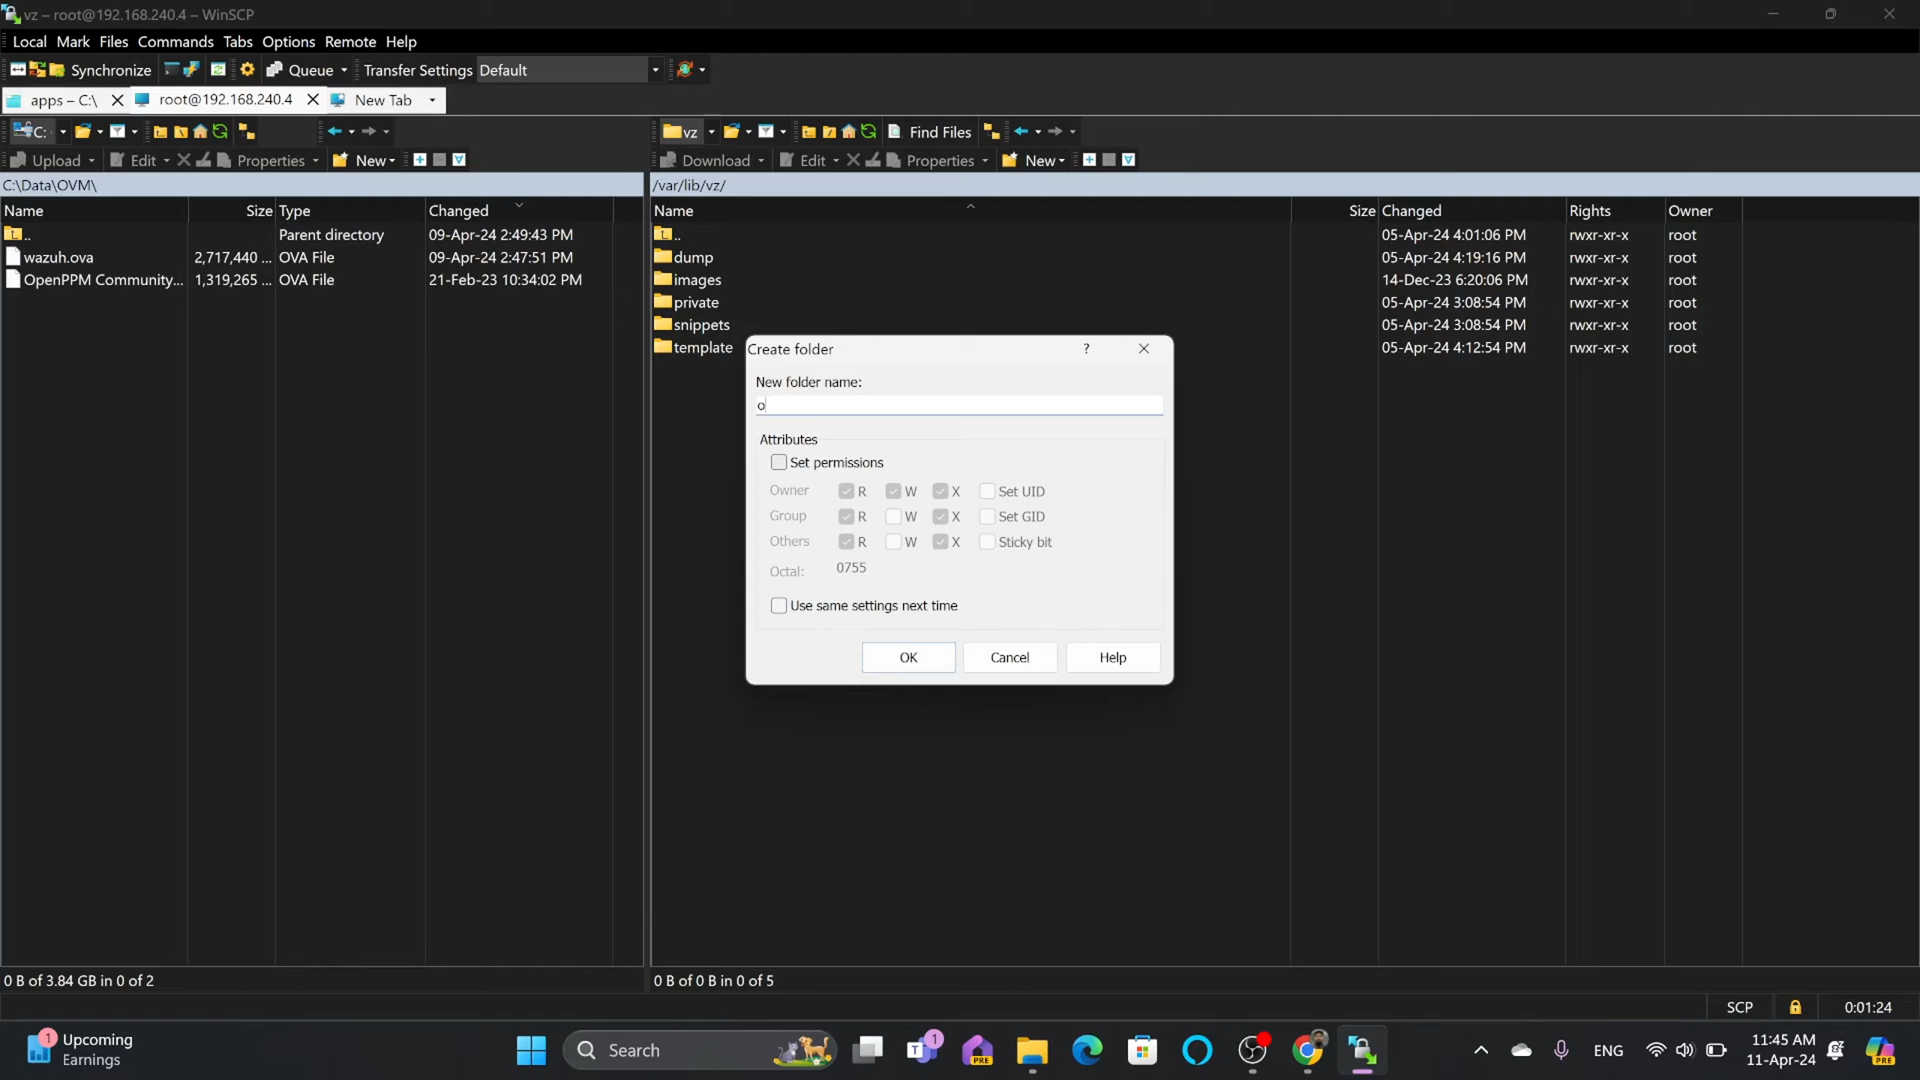 vz – root@192.168.240.4 – WinSCP
Local Mark Files Commands Tabs Options Remote Help
Synchronize Queue Transfer Settings Default
apps – C:\ root@192.168.240.4 New Tab
C: vz Find Files
Upload Edit Properties New Download Edit Properties New
C:\Data\OVM\ /var/lib/vz/
Name Size Type Changed Name Size Changed Rights Owner
.. Parent directory 09-Apr-24 2:49:43 PM .. 05-Apr-24 4:01:06 PM rwxr-xr-x root
wazuh.ova 2,717,440 ... OVA File 09-Apr-24 2:47:51 PM dump 05-Apr-24 4:19:16 PM rwxr-xr-x root
OpenPPM Community... 1,319,265 ... OVA File 21-Feb-23 10:34:02 PM images 14-Dec-23 6:20:06 PM rwxr-xr-x root
private 05-Apr-24 3:08:54 PM rwxr-xr-x root
snippets 05-Apr-24 3:08:54 PM rwxr-xr-x root
template 05-Apr-24 4:12:54 PM rwxr-xr-x root
Create folder ?
New folder name:
o
Attributes
Set permissions
Owner R W X Set UID
Group R W X Set GID
Others R W X Sticky bit
Octal: 0755
Use same settings next time
OK Cancel Help
0 B of 3.84 GB in 0 of 2 0 B of 0 B in 0 of 5
SCP 0:01:24
1 Upcoming
Earnings
Search
1
PRE
ENG
11:45 AM
11-Apr-24
PRE